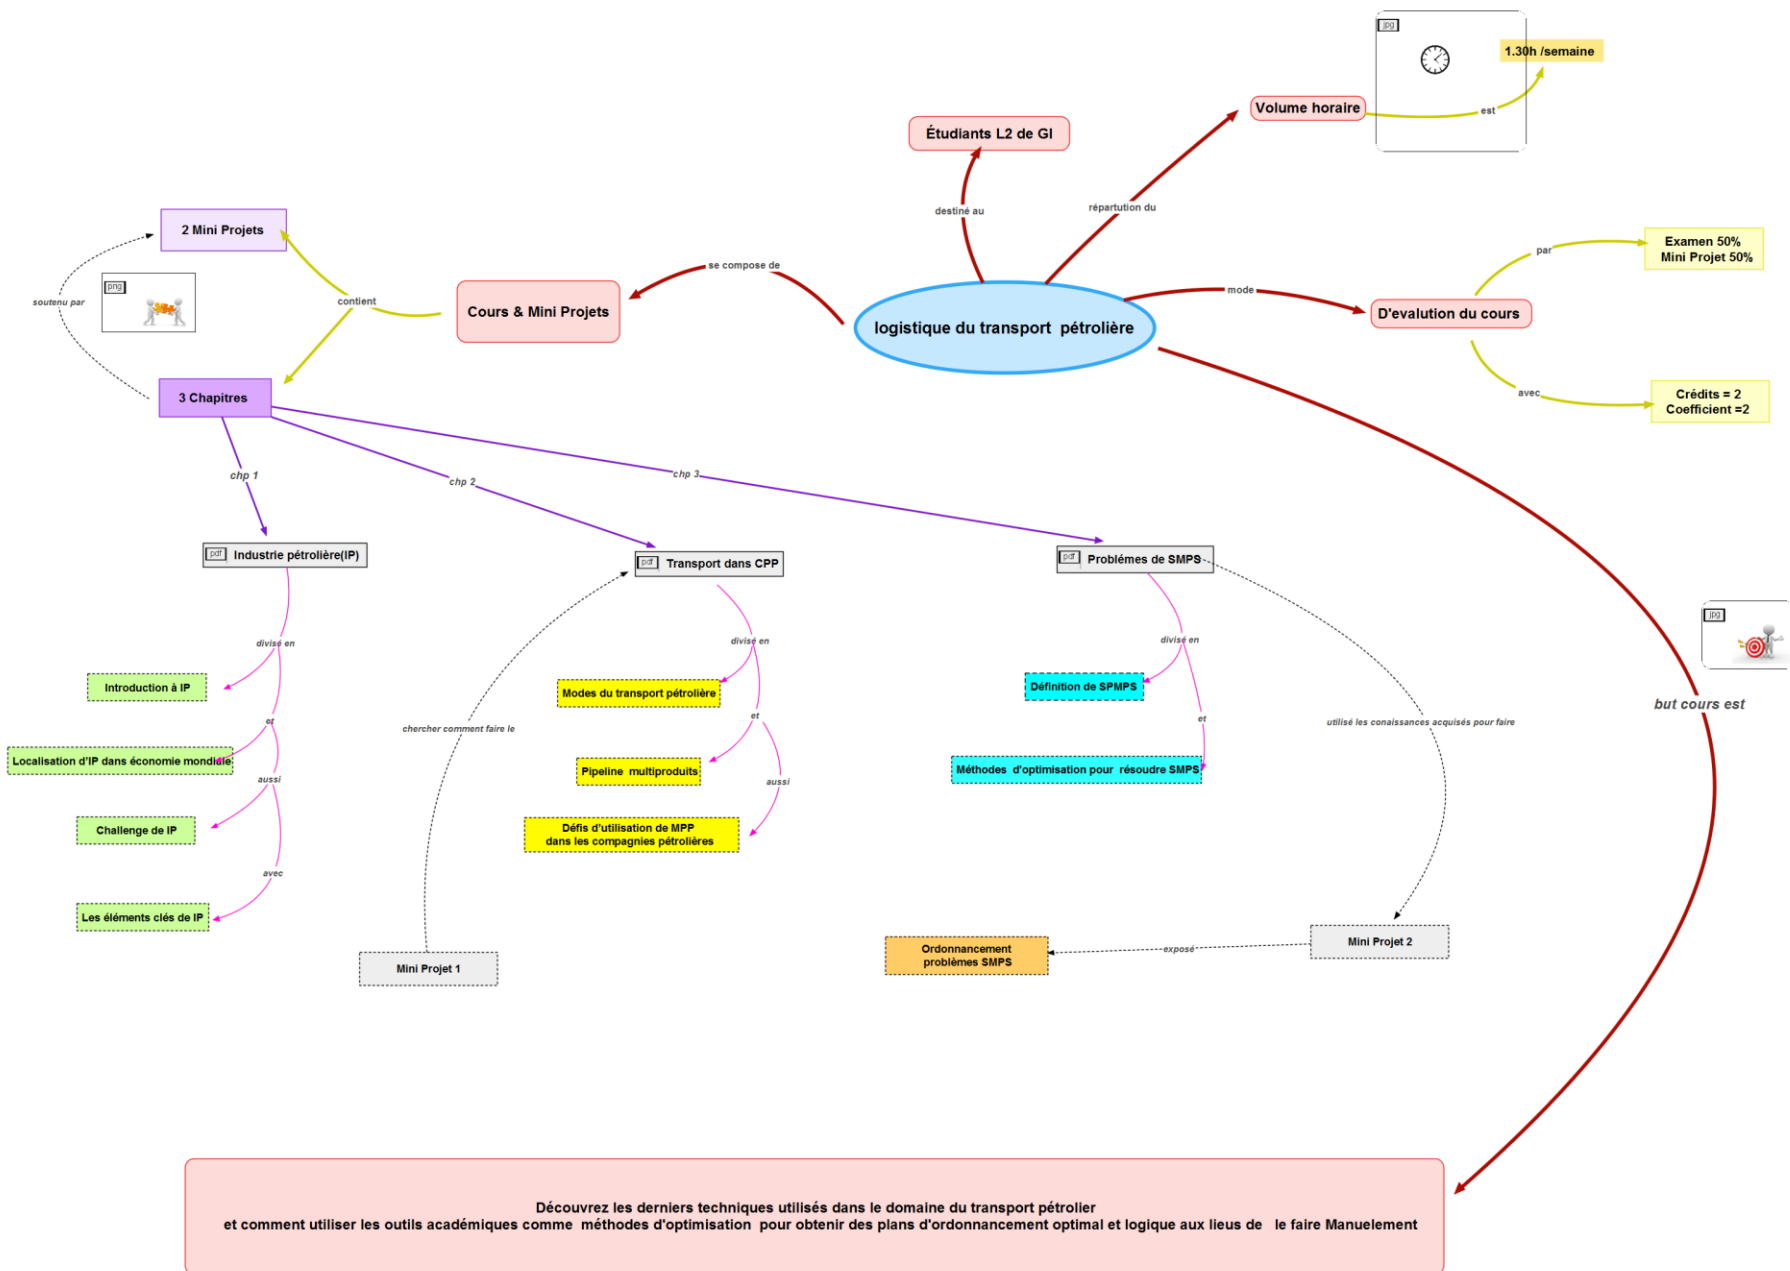 jpg
1.30h /semaine
Volume horaire
est
Étudiants L2 de GI
destiné au
répartution du
2 Mini Projets
png
soutenu par
contient
se compose de
Cours & Mini Projets
logistique du transport pétrolière
mode
par
Examen 50%
Mini Projet 50%
D'evalution du cours
avec
Crédits = 2
Coefficient =2
3 Chapitres
chp 1
chp 2
chp 3
pdf Industrie pétrolière(IP)
pdf Transport dans CPP
pdf Problémes de SMPS
jpg
but cours est
divisé en
Introduction à IP
et
Localisation d'IP dans économie mondiale
aussi
Challenge de IP
avec
Les éléments clés de IP
divisé en
Modes du transport pétrolière
et
Pipeline multiproduits
aussi
Défis d'utilisation de MPP
dans les compagnies pétrolières
chercher comment faire le
Mini Projet 1
divisé en
Définition de SPMPS
et
Méthodes d'optimisation pour résoudre SMPS
utilisé les conaissances acquisés pour faire
Mini Projet 2
exposé
Ordonnancement
problèmes SMPS
Découvrez les derniers techniques utilisés dans le domaine du transport pétrolier
et comment utiliser les outils académiques comme méthodes d'optimisation pour obtenir des plans d'ordonnancement optimal et logique aux lieus de le faire Manuelement